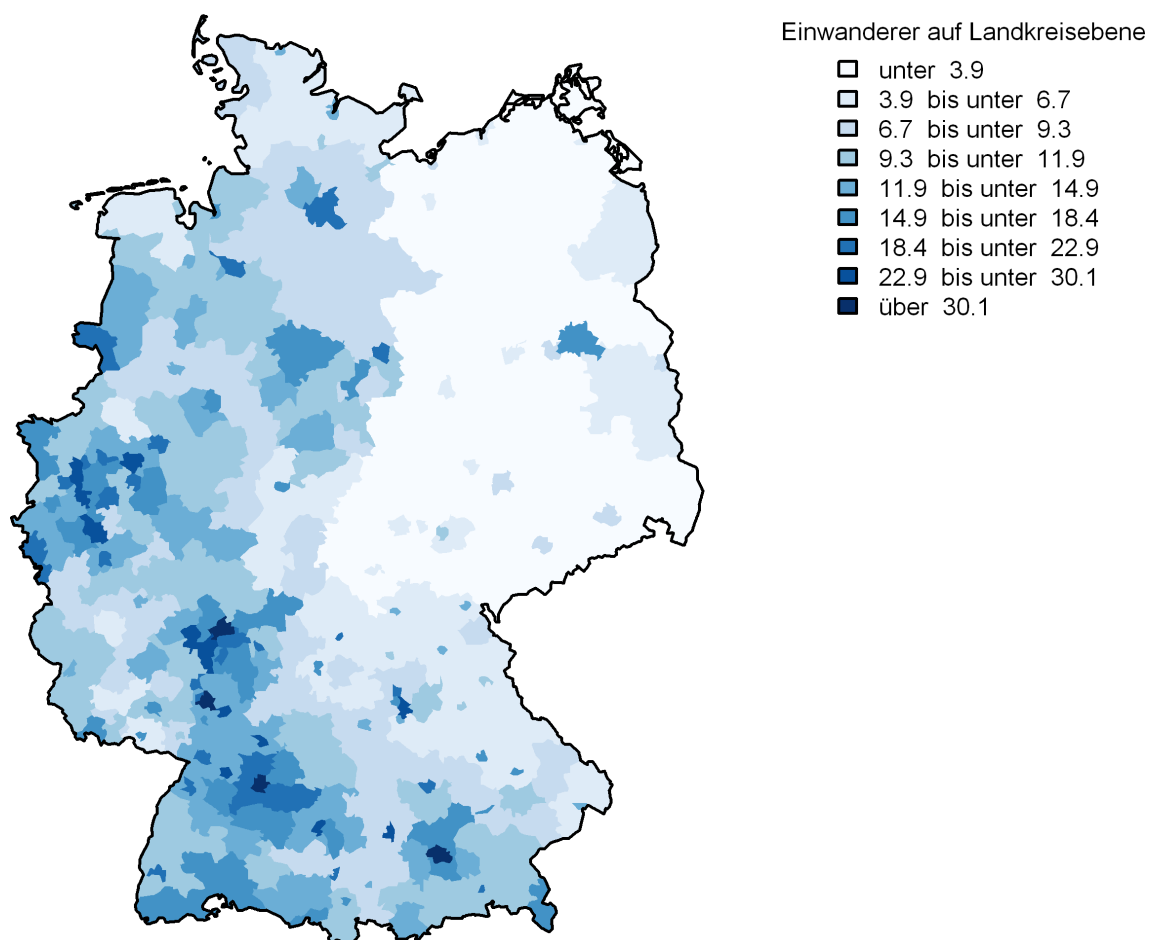 Einwanderer auf Landkreisebene
unter 3.9
3.9 bis unter 6.7
6.7 bis unter 9.3
9.3 bis unter 11.9
11.9 bis unter 14.9
14.9 bis unter 18.4
18.4 bis unter 22.9
22.9 bis unter 30.1
über 30.1